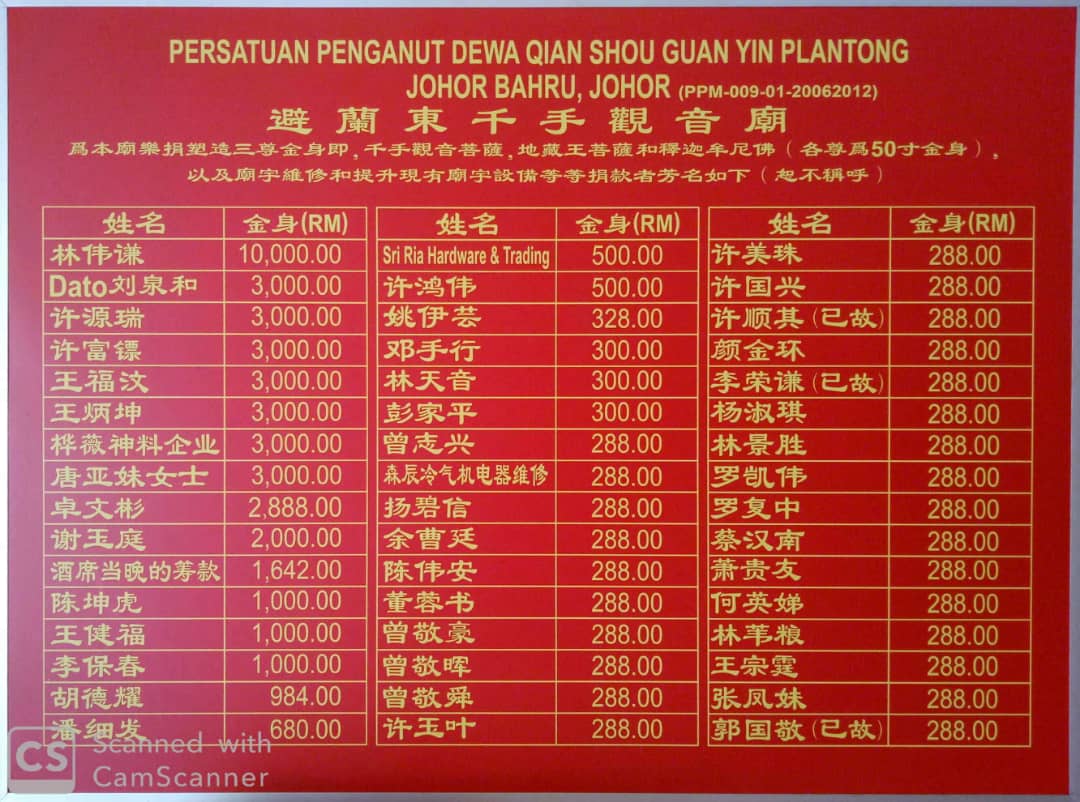 PERSATUAN PENGANUT DEWA QIAN SHOU GUAN YIN PLANTONG
JOHOR BAHRU, JOHOR (PPM-009-01-20062012)
避蘭東千手觀音廟
爲本廟樂捐塑造三尊金身即，千手觀音菩薩，地藏王菩薩和釋迦牟尼佛（各尊爲50寸金身），
以及廟宇維修和提升現有廟宇設備等等捐款者芳名如下（恕不稱呼）
姓名 金身(RM) 姓名 金身(RM) 姓名 金身(RM)
林伟谦 10,000.00 Sri Ria Hardware & Trading 500.00 许美珠 288.00
Dato刘泉和 3,000.00 许鸿伟 500.00 许国兴 288.00
许源瑞 3,000.00 姚伊芸 328.00 许顺其(已故) 288.00
许富镖 3,000.00 邓手行 300.00 颜金环 288.00
王福汶 3,000.00 林天音 300.00 李荣谦(已故) 288.00
王炳坤 3,000.00 彭家平 300.00 杨淑琪 288.00
桦薇神料企业 3,000.00 曾志兴 288.00 林景胜 288.00
唐亚妹女士 3,000.00 森辰冷气机电器维修 288.00 罗凯伟 288.00
卓文彬 2,888.00 扬碧信 288.00 罗复中 288.00
谢玉庭 2,000.00 余曹廷 288.00 蔡汉南 288.00
酒席当晚的筹款 1,642.00 陈伟安 288.00 萧贵友 288.00
陈坤虎 1,000.00 董蓉书 288.00 何英娣 288.00
王健福 1,000.00 曾敬豪 288.00 林苇粮 288.00
李保春 1,000.00 曾敬晖 288.00 王宗霆 288.00
胡德耀 984.00 曾敬舜 288.00 张凤妹 288.00
潘细发 680.00 许玉叶 288.00 郭国敬(已故) 288.00
CS Scanned with
CamScanner